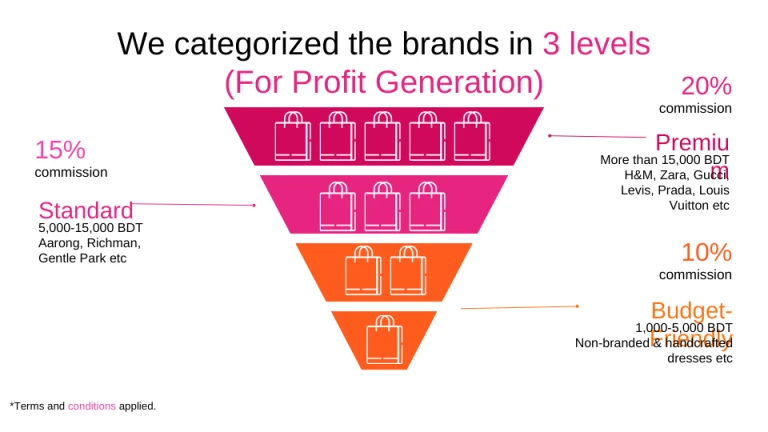 We categorized the brands in 3 levels
(For Profit Generation)
20%
commission
Premiu
m
More than 15,000 BDT
H&M, Zara, Gucci,
Levis, Prada, Louis
Vuitton etc
15%
commission
Standard
5,000-15,000 BDT
Aarong, Richman,
Gentle Park etc
10%
commission
Budget-
Friendly
1,000-5,000 BDT
Non-branded & handcrafted
dresses etc
*Terms and conditions applied.